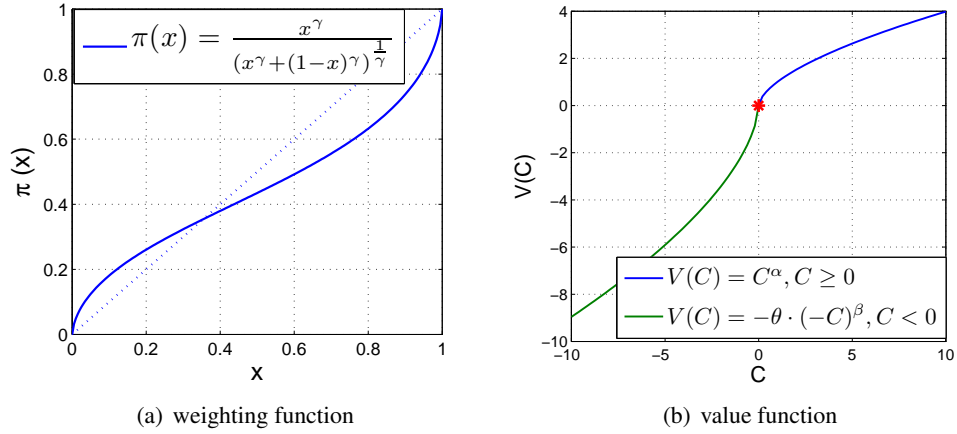 π(x) = x^γ / (x^γ+(1−x)^γ)^(1/γ)
π (x)
1
0.8
0.6
0.4
0.2
0
0 0.2 0.4 0.6 0.8 1
x
(a) weighting function
V(C)
4
2
0
−2
−4
−6
−8
−10
V(C) = C^α, C ≥ 0
V(C) = −θ · (−C)^β, C < 0
−10 −5 0 5 10
C
(b) value function